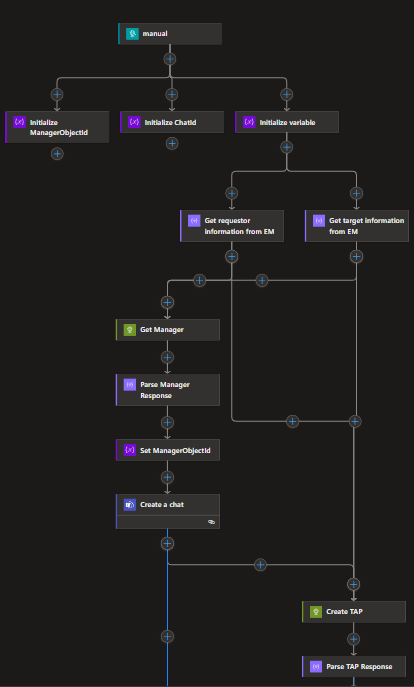 manual
Initialize
ManagerObjectId
Initialize ChatId
Initialize variable
Get requestor
information from EM
Get target information
from EM
Get Manager
Parse Manager
Response
Set ManagerObjectId
Create a chat
Create TAP
Parse TAP Response